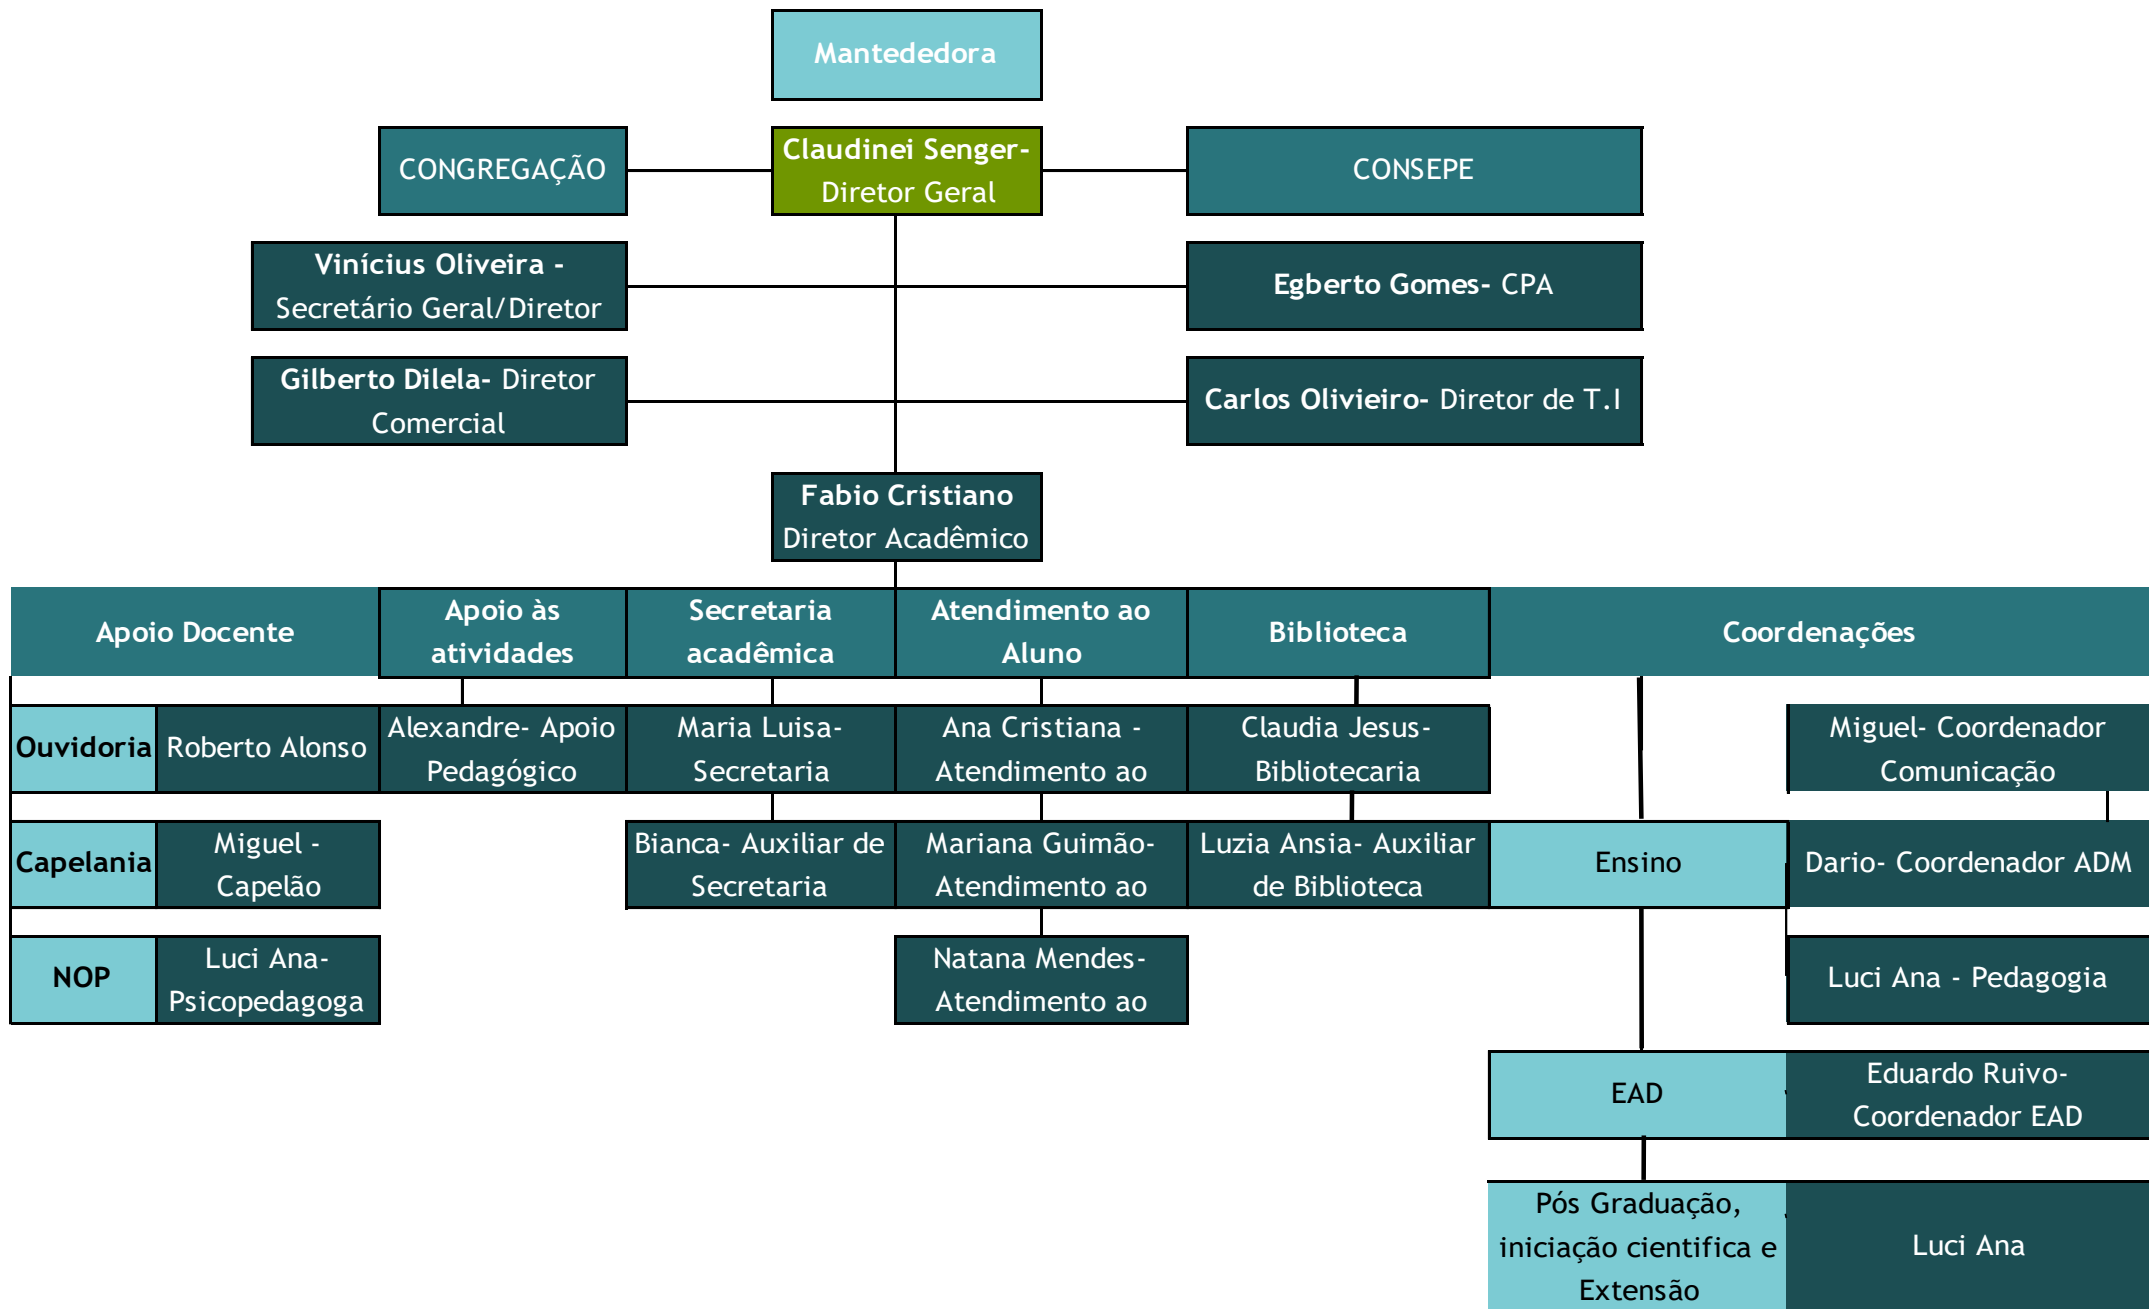 Mantededora
CONGREGAÇÃO
Claudinei Senger-
Diretor Geral
CONSEPE
Vinícius Oliveira -
Secretário Geral/Diretor
Egberto Gomes- CPA
Gilberto Dilela- Diretor
Comercial
Carlos Olivieiro- Diretor de T.I
Fabio Cristiano
Diretor Acadêmico
Apoio Docente
Apoio às
atividades
Secretaria
acadêmica
Atendimento ao
Aluno
Biblioteca
Coordenações
Ouvidoria
Roberto Alonso
Alexandre- Apoio
Pedagógico
Maria Luisa-
Secretaria
Ana Cristiana -
Atendimento ao
Claudia Jesus-
Bibliotecaria
Miguel- Coordenador
Comunicação
Capelania
Miguel -
Capelão
Bianca- Auxiliar de
Secretaria
Mariana Guimão-
Atendimento ao
Luzia Ansia- Auxiliar
de Biblioteca
Ensino
Dario- Coordenador ADM
NOP
Luci Ana-
Psicopedagoga
Natana Mendes-
Atendimento ao
Luci Ana - Pedagogia
EAD
Eduardo Ruivo-
Coordenador EAD
Pós Graduação,
iniciação cientifica e
Extensão
Luci Ana